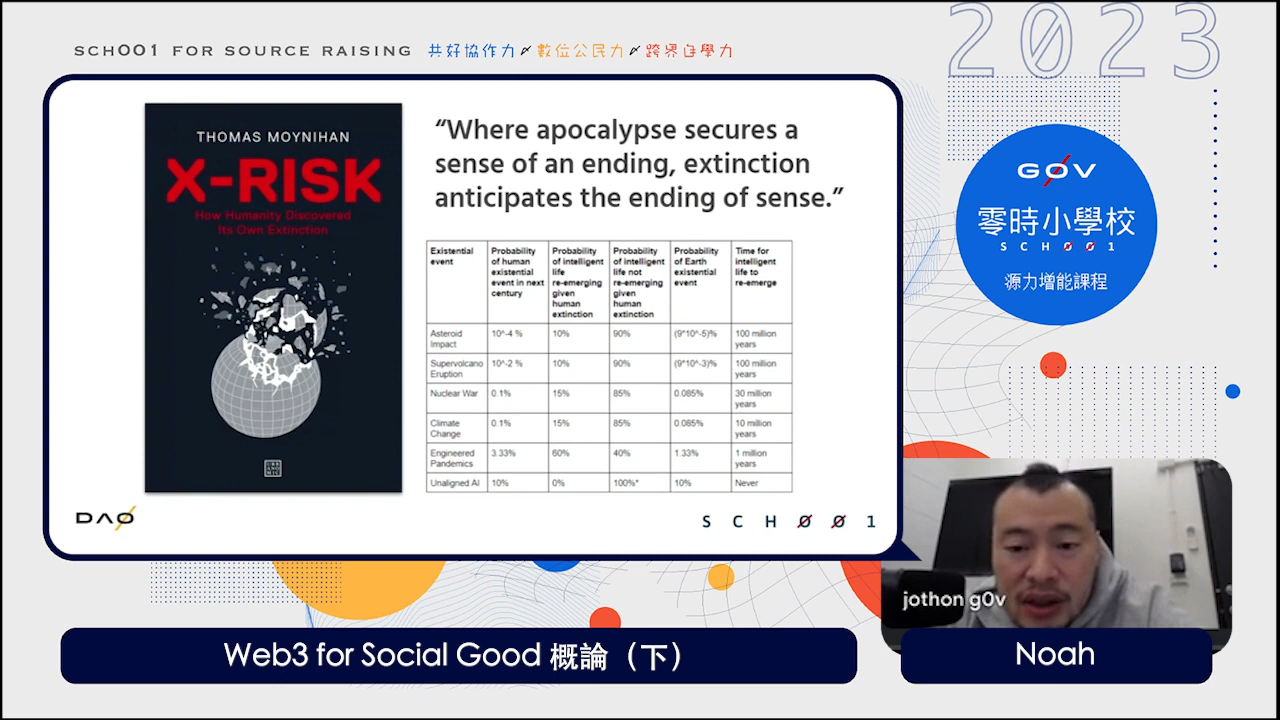 SCH001 FOR SOURCE RAISING 共好協作力 數位公民力 跨界自學力
2023
THOMAS MOYNIHAN
X-RISK
How Humanity Discovered
Its Own Extinction
URB
ANO
MIC
“Where apocalypse secures a
sense of an ending, extinction
anticipates the ending of sense.”
Existential event | Probability of human existential event in next century | Probability of intelligent life re-emerging given human extinction | Probability of intelligent life not re-emerging given human extinction | Probability of Earth existential event | Time for intelligent life to re-emerge
Asteroid Impact | 10^-4 % | 10% | 90% | (9*10^-5)% | 100 million years
Supervolcano Eruption | 10^-2 % | 10% | 90% | (9*10^-3)% | 100 million years
Nuclear War | 0.1% | 15% | 85% | 0.085% | 30 million years
Climate Change | 0.1% | 15% | 85% | 0.085% | 10 million years
Engineered Pandemics | 3.33% | 60% | 40% | 1.33% | 1 million years
Unaligned AI | 10% | 0% | 100%* | 10% | Never
DAO
SCH001
G0V
零時小學校
SCH001
源力增能課程
jothon g0v
Web3 for Social Good 概論（下）
Noah